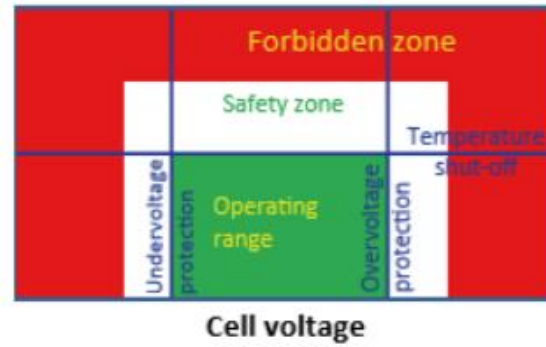 Forbidden zone
Safety zone
Temperature
shut-off
Undervoltage
protection
Operating
range
Overvoltage
protection
Cell voltage